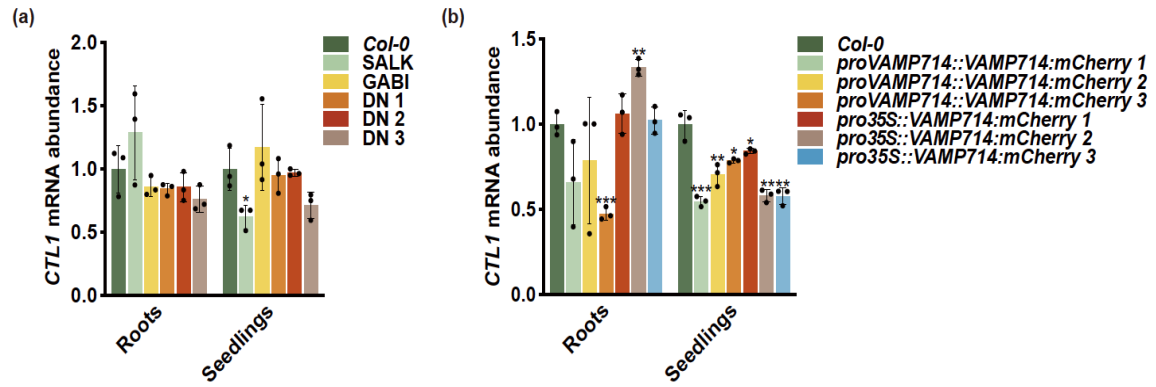 (a)
CTL1 mRNA abundance
2.0
1.5
1.0
0.5
0.0
*
Roots
Seedlings
Col-0
SALK
GABI
DN 1
DN 2
DN 3
(b)
CTL1 mRNA abundance
1.5
1.0
0.5
0.0
***
**
***
**
*
*
**
**
Roots
Seedlings
Col-0
proVAMP714::VAMP714:mCherry 1
proVAMP714::VAMP714:mCherry 2
proVAMP714::VAMP714:mCherry 3
pro35S::VAMP714:mCherry 1
pro35S::VAMP714:mCherry 2
pro35S::VAMP714:mCherry 3